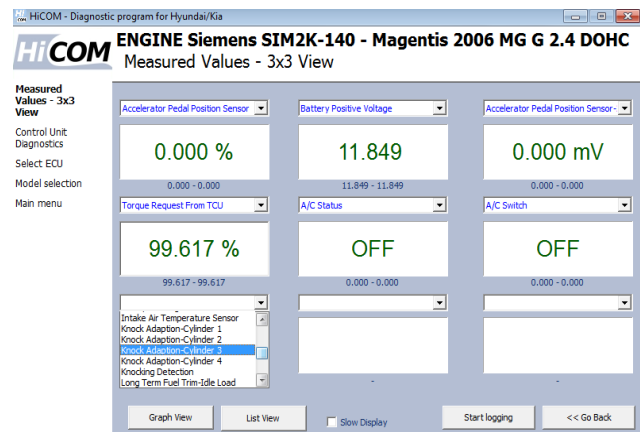 HiCOM - Diagnostic program for Hyundai/Kia
HiCOM
ENGINE Siemens SIM2K-140 - Magentis 2006 MG G 2.4 DOHC
Measured Values - 3x3 View
Measured
Values - 3x3
View
Control Unit
Diagnostics
Select ECU
Model selection
Main menu
Accelerator Pedal Position Sensor
Battery Positive Voltage
Accelerator Pedal Position Sensor-
0.000 %
11.849
0.000 mV
0.000 - 0.000
11.849 - 11.849
0.000 - 0.000
Torque Request From TCU
A/C Status
A/C Switch
99.617 %
OFF
OFF
99.617 - 99.617
0.000 - 0.000
0.000 - 0.000
Intake Air Temperature Sensor
Knock Adaption-Cylinder 1
Knock Adaption-Cylinder 2
Knock Adaption-Cylinder 3
Knock Adaption-Cylinder 4
Knocking Detection
Long Term Fuel Trim-Idle Load
-
-
Graph View
List View
Slow Display
Start logging
<< Go Back